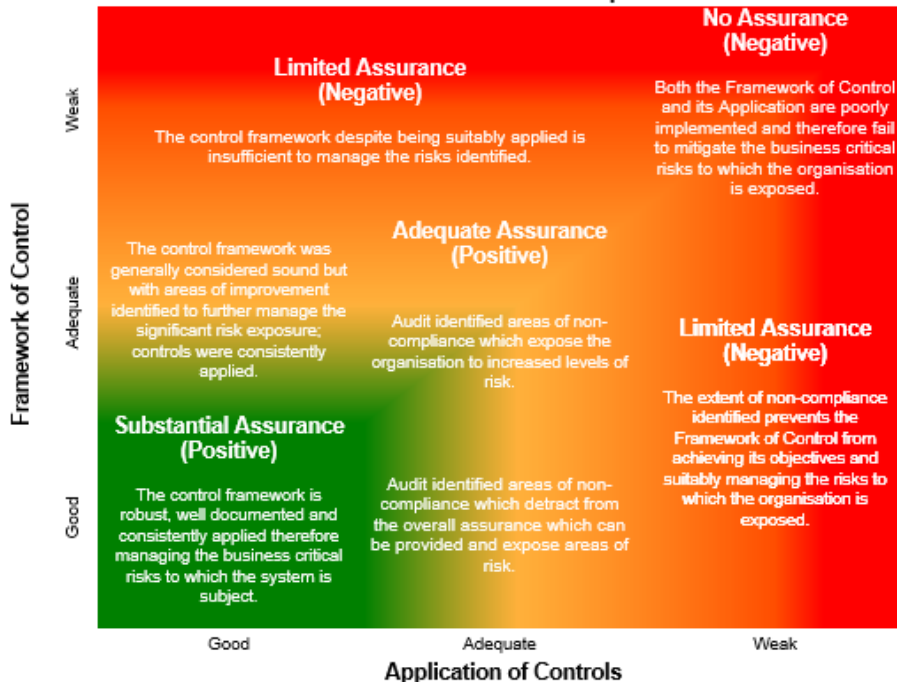 No Assurance
(Negative)
Both the Framework of Control
and its Application are poorly
implemented and therefore fail
to mitigate the business critical
risks to which the organisation
is exposed.
Limited Assurance
(Negative)
The control framework despite being suitably applied is
insufficient to manage the risks identified.
Weak
Framework of Control
Adequate
Good
The control framework was
generally considered sound but
with areas of improvement
identified to further manage the
significant risk exposure;
controls were consistently
applied.
Adequate Assurance
(Positive)
Audit identified areas of non-
compliance which expose the
organisation to increased levels of
risk.
Limited Assurance
(Negative)
The extent of non-compliance
identified prevents the
Framework of Control from
achieving its objectives and
suitably managing the risks to
which the organisation is
exposed.
Substantial Assurance
(Positive)
The control framework is
robust, well documented and
consistently applied therefore
managing the business critical
risks to which the system is
subject.
Audit identified areas of non-
compliance which detract from
the overall assurance which can
be provided and expose areas of
risk.
Good
Adequate
Weak
Application of Controls